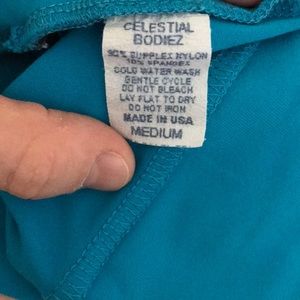 CELESTIAL
BODIEZ
90% SUPPLEX NYLON
10% SPANDEX
COLD WATER WASH
GENTLE CYCLE
DO NOT BLEACH
LAY FLAT TO DRY
DO NOT IRON
MADE IN USA
MEDIUM